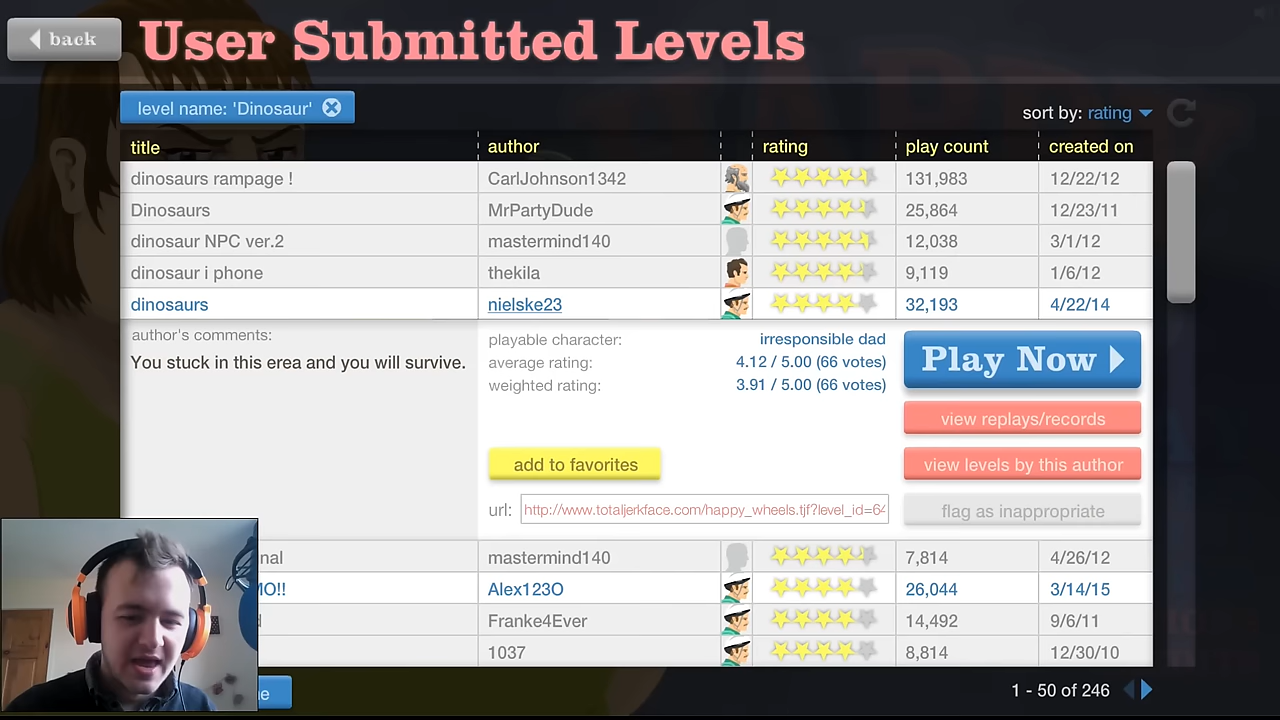 back
User Submitted Levels
level name: 'Dinosaur'
sort by: rating
title author rating play count created on
dinosaurs rampage ! CarlJohnson1342 131,983 12/22/12
Dinosaurs MrPartyDude 25,864 12/23/11
dinosaur NPC ver.2 mastermind140 12,038 3/1/12
dinosaur i phone thekila 9,119 1/6/12
dinosaurs nielske23 32,193 4/22/14
author's comments:
You stuck in this erea and you will survive.
playable character: irresponsible dad
average rating: 4.12 / 5.00 (66 votes)
weighted rating: 3.91 / 5.00 (66 votes)
add to favorites
url: http://www.totaljerkface.com/happy_wheels.tjf?level_id=64
Play Now
view replays/records
view levels by this author
flag as inappropriate
nal mastermind140 7,814 4/26/12
MO!! Alex123O 26,044 3/14/15
Franke4Ever 14,492 9/6/11
1037 8,814 12/30/10
1 - 50 of 246